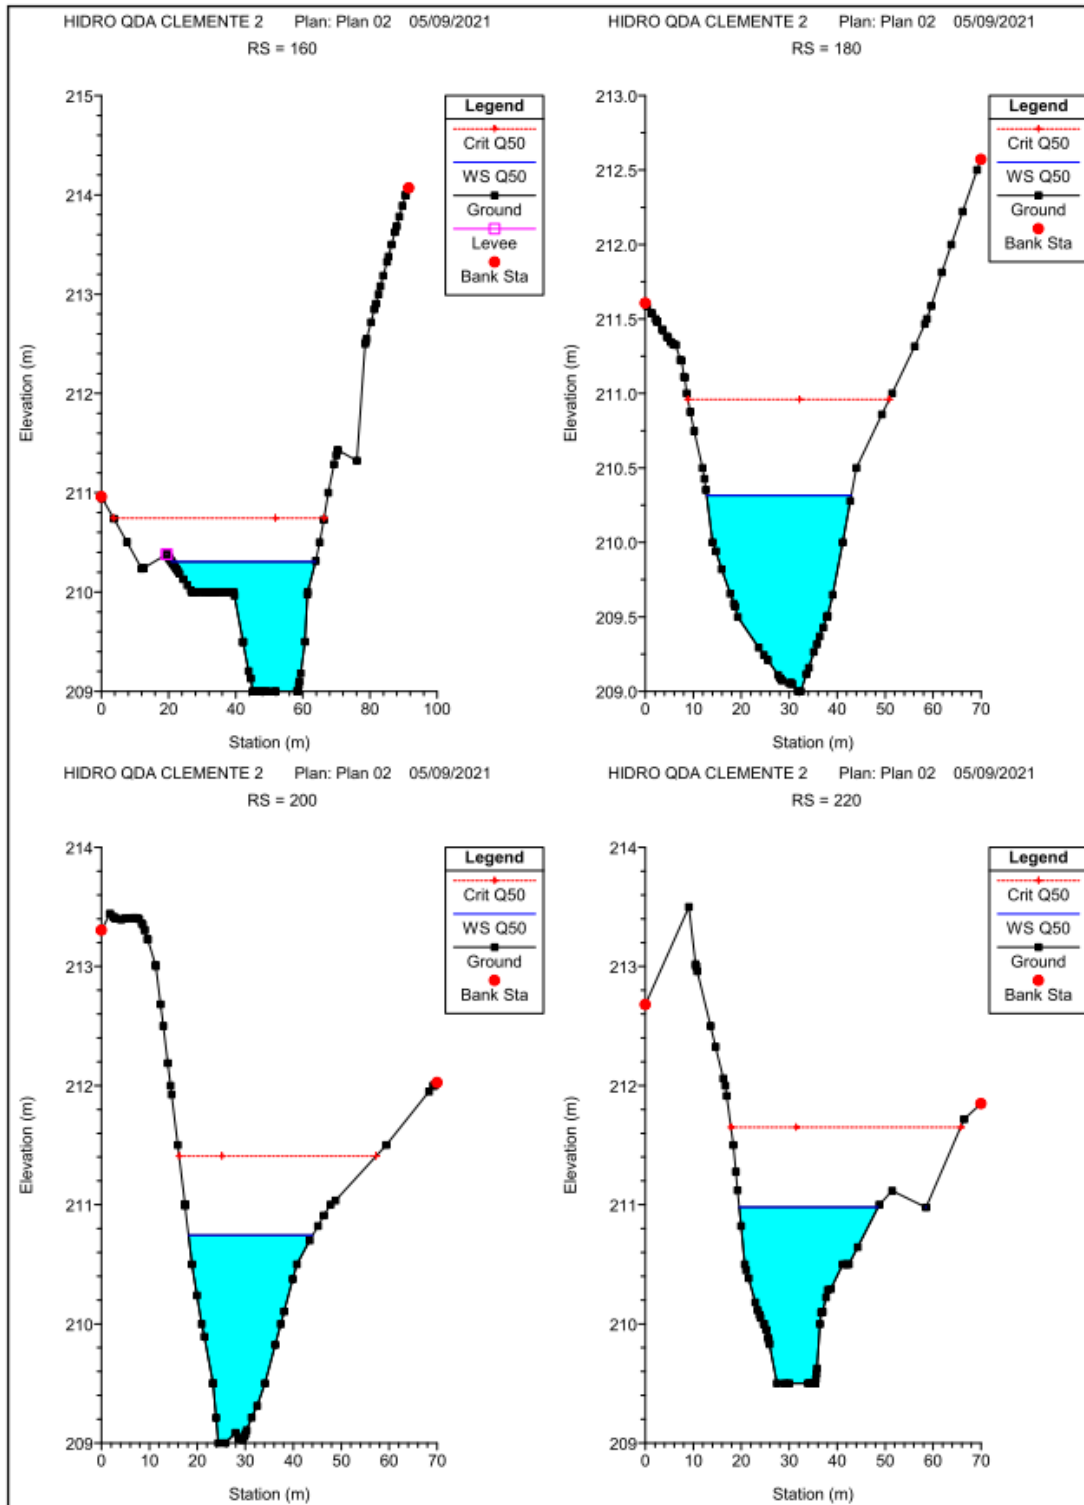 HIDRO QDA CLEMENTE 2 Plan: Plan 02 05/09/2021
RS = 160
215
214
213
212
211
210
209
Elevation (m)
0 20 40 60 80 100
Station (m)
Legend
Crit Q50
WS Q50
Ground
Levee
Bank Sta
HIDRO QDA CLEMENTE 2 Plan: Plan 02 05/09/2021
RS = 180
213.0
212.5
212.0
211.5
211.0
210.5
210.0
209.5
209.0
Elevation (m)
0 10 20 30 40 50 60 70
Station (m)
Legend
Crit Q50
WS Q50
Ground
Bank Sta
HIDRO QDA CLEMENTE 2 Plan: Plan 02 05/09/2021
RS = 200
214
213
212
211
210
209
Elevation (m)
0 10 20 30 40 50 60 70
Station (m)
Legend
Crit Q50
WS Q50
Ground
Bank Sta
HIDRO QDA CLEMENTE 2 Plan: Plan 02 05/09/2021
RS = 220
214
213
212
211
210
209
Elevation (m)
0 10 20 30 40 50 60 70
Station (m)
Legend
Crit Q50
WS Q50
Ground
Bank Sta